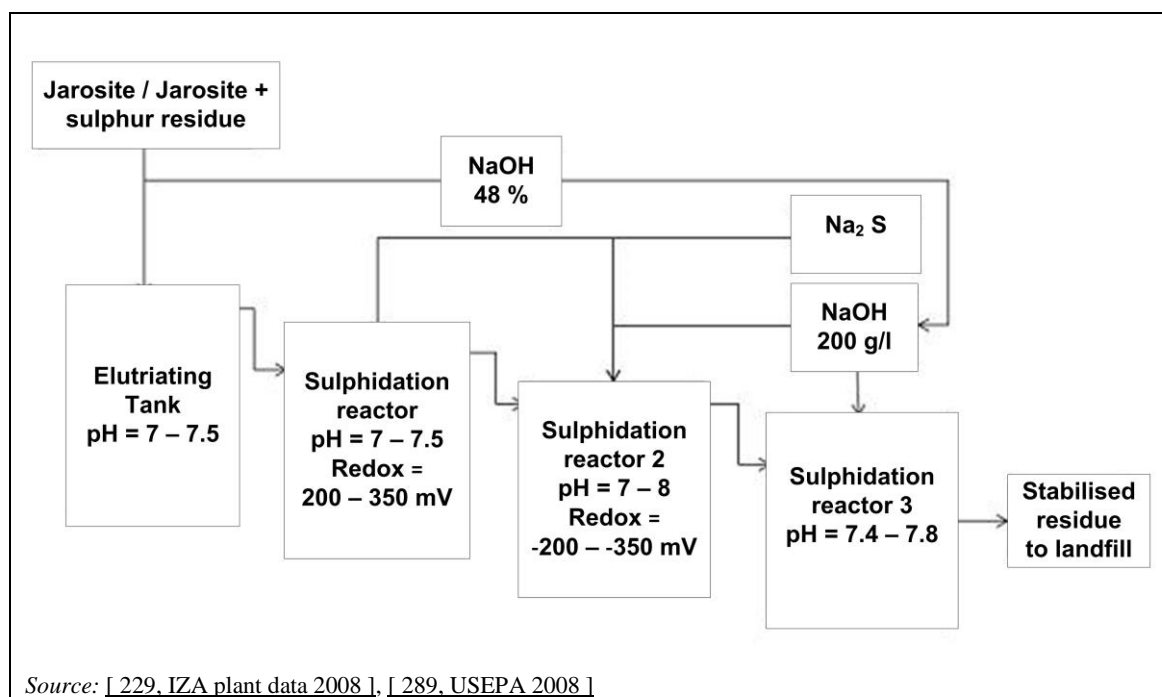 Jarosite / Jarosite +
sulphur residue
NaOH
48 %
Na₂ S
NaOH
200 g/l
Elutriating
Tank
pH = 7 – 7.5
Sulphidation
reactor
pH = 7 – 7.5
Redox =
200 – 350 mV
Sulphidation
reactor 2
pH = 7 – 8
Redox =
-200 – -350 mV
Sulphidation
reactor 3
pH = 7.4 – 7.8
Stabilised
residue
to landfill
Source: [ 229, IZA plant data 2008 ], [ 289, USEPA 2008 ]